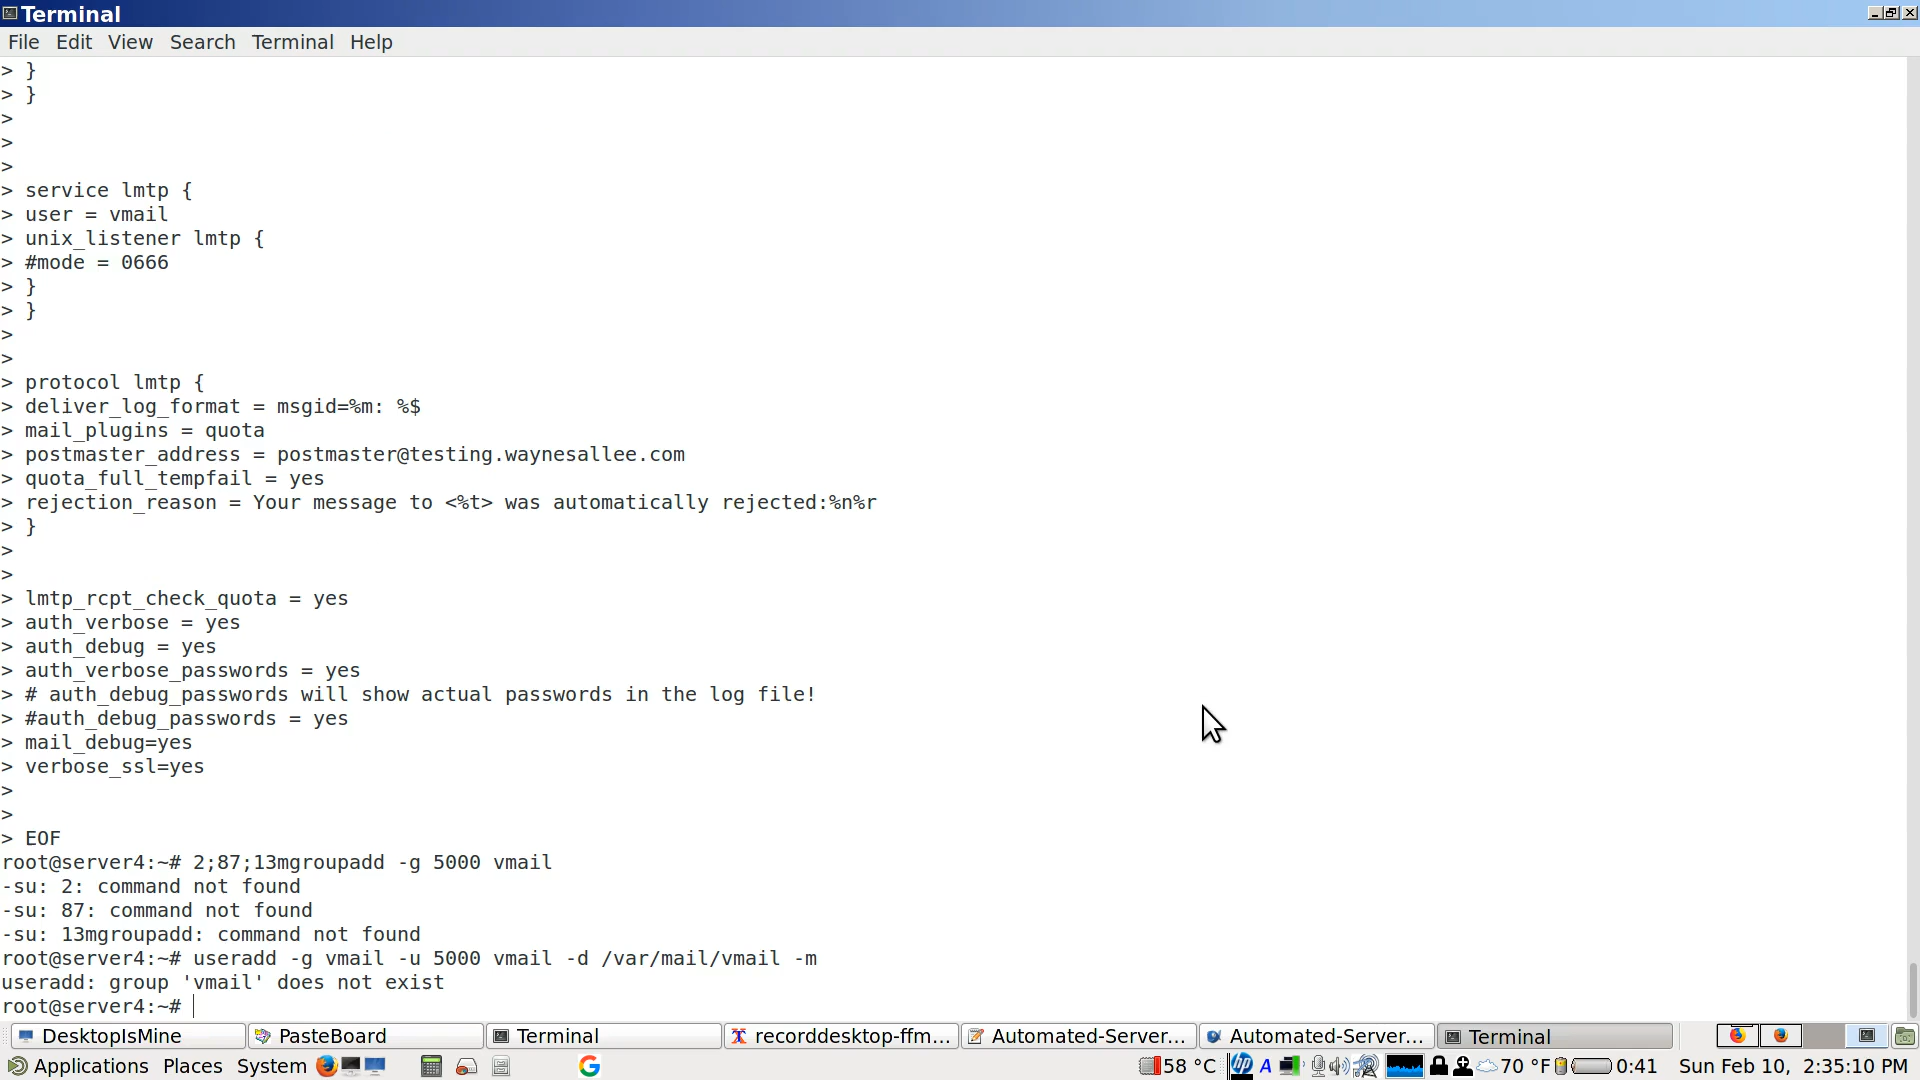 Terminal
File Edit View Search Terminal Help
> }
> }
>
>
>
> service lmtp {
> user = vmail
> unix_listener lmtp {
> #mode = 0666
> }
> }
>
>
> protocol lmtp {
> deliver_log_format = msgid=%m: %$
> mail_plugins = quota
> postmaster_address = postmaster@testing.waynesallee.com
> quota_full_tempfail = yes
> rejection_reason = Your message to <%t> was automatically rejected:%n%r
> }
>
>
> lmtp_rcpt_check_quota = yes
> auth_verbose = yes
> auth_debug = yes
> auth_verbose_passwords = yes
> # auth_debug_passwords will show actual passwords in the log file!
> #auth_debug_passwords = yes
> mail_debug=yes
> verbose_ssl=yes
>
>
> EOF
root@server4:~# 2;87;13mgroupadd -g 5000 vmail
-su: 2: command not found
-su: 87: command not found
-su: 13mgroupadd: command not found
root@server4:~# useradd -g vmail -u 5000 vmail -d /var/mail/vmail -m
useradd: group 'vmail' does not exist
root@server4:~#
DesktopIsMine PasteBoard Terminal recorddesktop-ffm... Automated-Server... Automated-Server... Terminal
Applications Places System 58 °C A 70 °F 0:41 Sun Feb 10, 2:35:10 PM